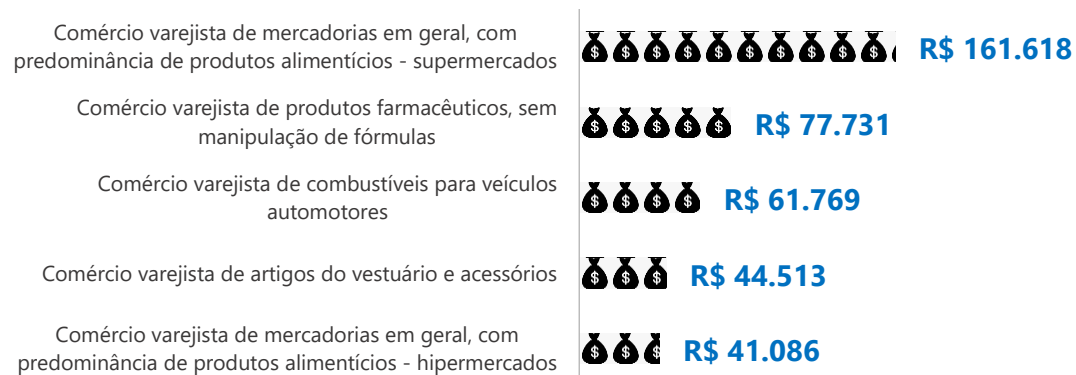 Comércio varejista de mercadorias em geral, com
predominância de produtos alimentícios - supermercados
R$ 161.618
Comércio varejista de produtos farmacêuticos, sem
manipulação de fórmulas
R$ 77.731
Comércio varejista de combustíveis para veículos
automotores
R$ 61.769
Comércio varejista de artigos do vestuário e acessórios
R$ 44.513
Comércio varejista de mercadorias em geral, com
predominância de produtos alimentícios - hipermercados
R$ 41.086